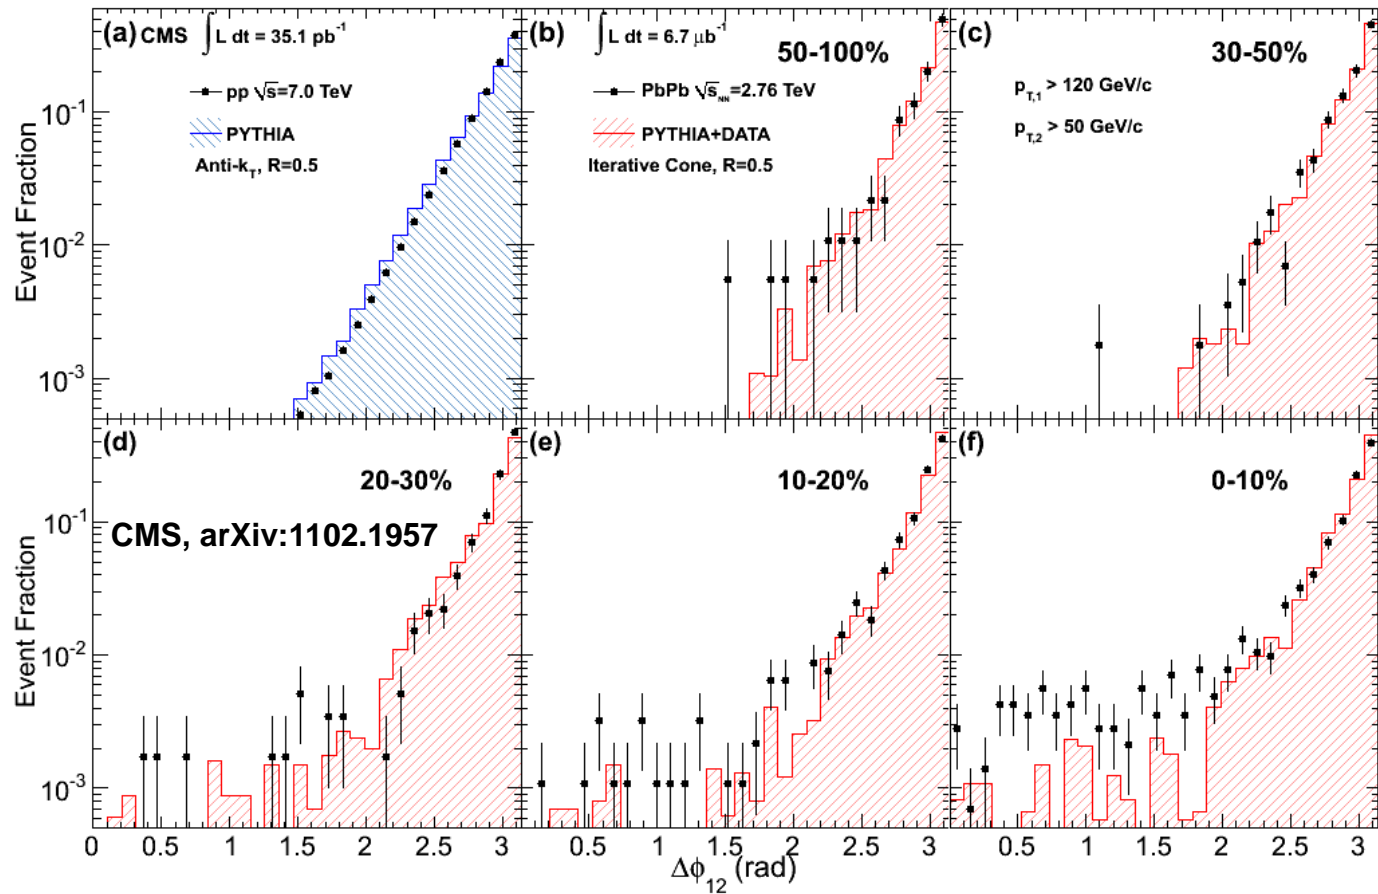 (a) CMS ∫ L dt = 35.1 pb⁻¹
pp √s=7.0 TeV
PYTHIA
Anti-k_T, R=0.5
(b) ∫ L dt = 6.7 μb⁻¹
50-100%
PbPb √s_NN=2.76 TeV
PYTHIA+DATA
Iterative Cone, R=0.5
(c) 30-50%
p_T,1 > 120 GeV/c
p_T,2 > 50 GeV/c
Event Fraction
10⁻¹
10⁻²
10⁻³
(d)
20-30%
CMS, arXiv:1102.1957
(e)
10-20%
(f)
0-10%
Event Fraction
10⁻¹
10⁻²
10⁻³
0 0.5 1 1.5 2 2.5 3 0.5 1 1.5 2 2.5 3 0.5 1 1.5 2 2.5 3
Δϕ₁₂ (rad)